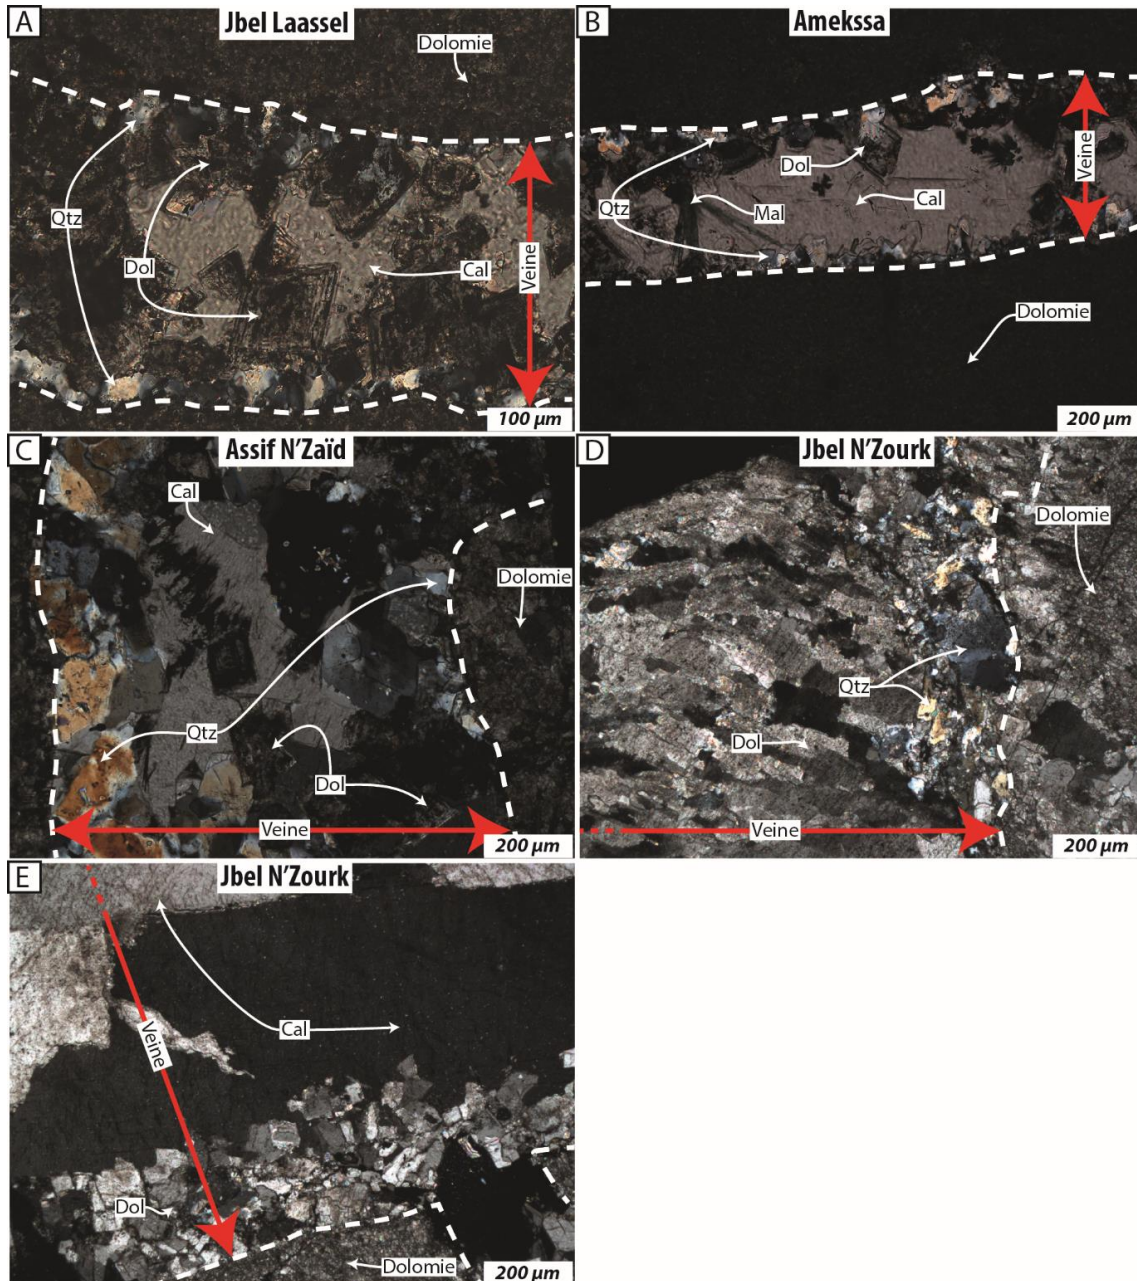 A
Jbel Laassel
Dolomie
Qtz
Dol
Cal
Veine
100 µm
B
Amekssa
Dol
Qtz
Mal
Cal
Veine
Dolomie
200 µm
C
Assif N'Zaïd
Cal
Dolomie
Qtz
Dol
Veine
200 µm
D
Jbel N'Zourk
Dolomie
Qtz
Dol
Veine
200 µm
E
Jbel N'Zourk
Cal
Veine
Dol
Dolomie
200 µm